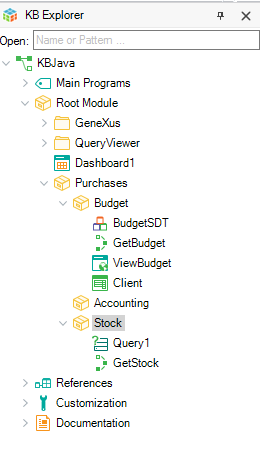 KB Explorer
Open: Name or Pattern ...
KBJava
Main Programs
Root Module
GeneXus
QueryViewer
Dashboard1
Purchases
Budget
BudgetSDT
GetBudget
ViewBudget
Client
Accounting
Stock
Query1
GetStock
References
Customization
Documentation